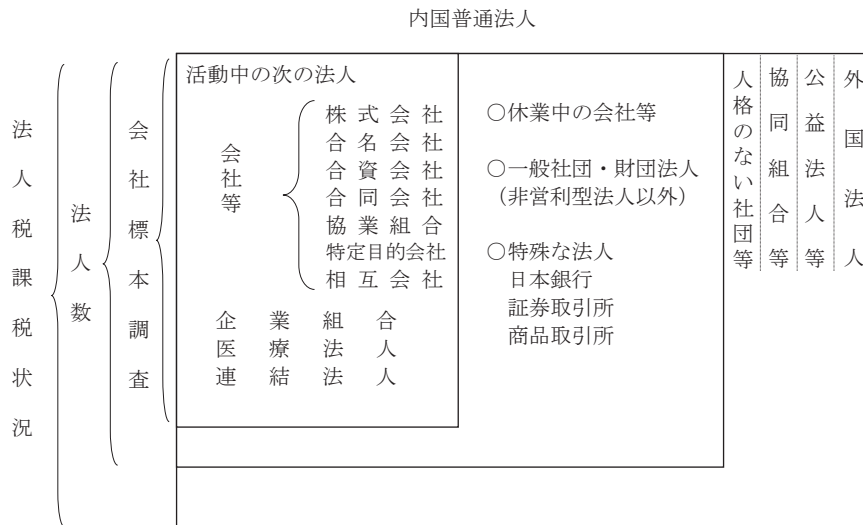 内国普通法人
法人税課税状況
法人数
会社標本調査
活動中の次の法人
会社等
株式会社
合名会社
合資会社
合同会社
協業組合
特定目的会社
相互会社
企業組合
医療法人
連結法人
○休業中の会社等
○一般社団・財団法人
(非営利型法人以外)
○特殊な法人
日本銀行
証券取引所
商品取引所
人格のない社団等
協同組合等
公益法人等
外国法人